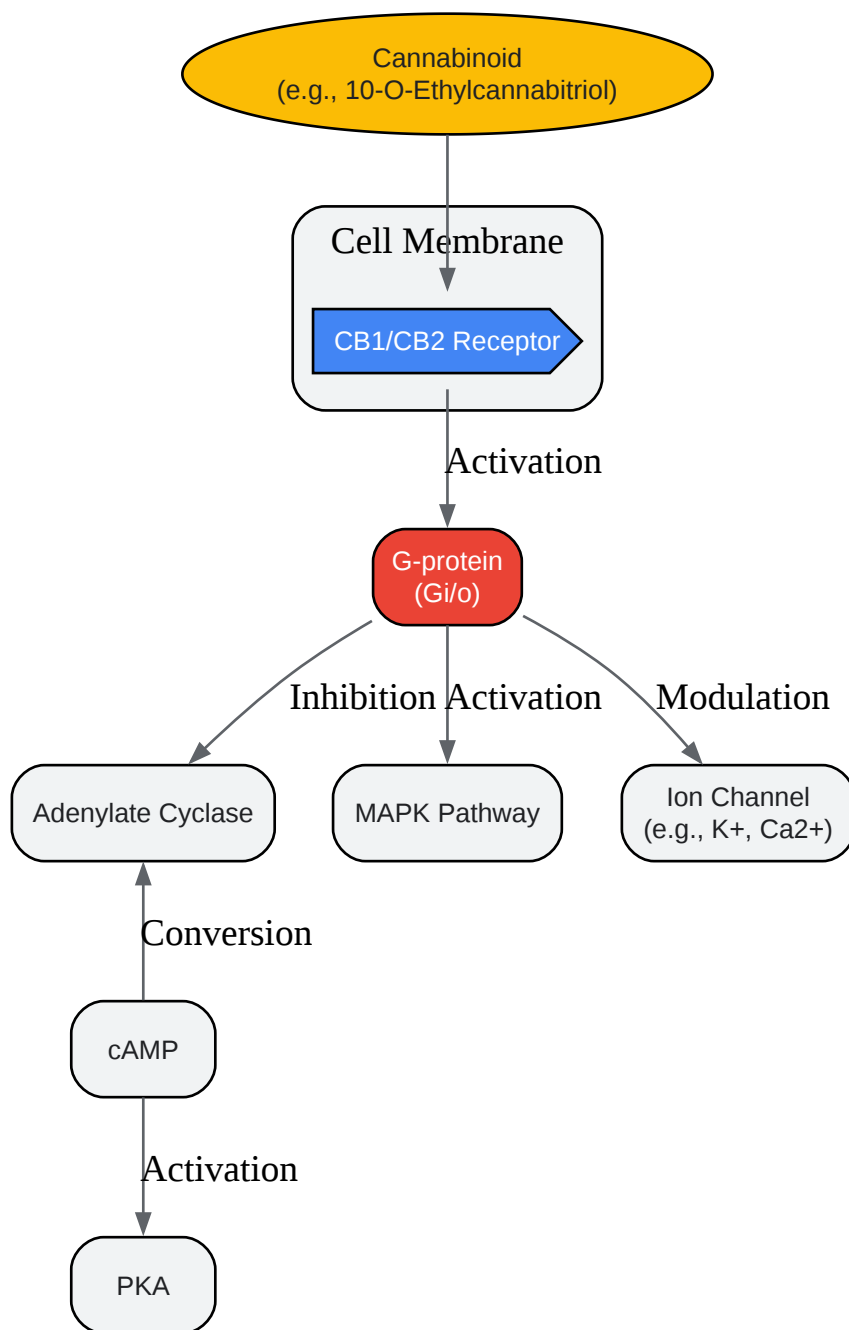 Cannabinoid
(e.g., 10-O-Ethylcannabitriol)
Cell Membrane
CB1/CB2 Receptor
Activation
G-protein
(Gi/o)
Inhibition
Activation
Modulation
Adenylate Cyclase
MAPK Pathway
Ion Channel
(e.g., K+, Ca2+)
Conversion
cAMP
Activation
PKA